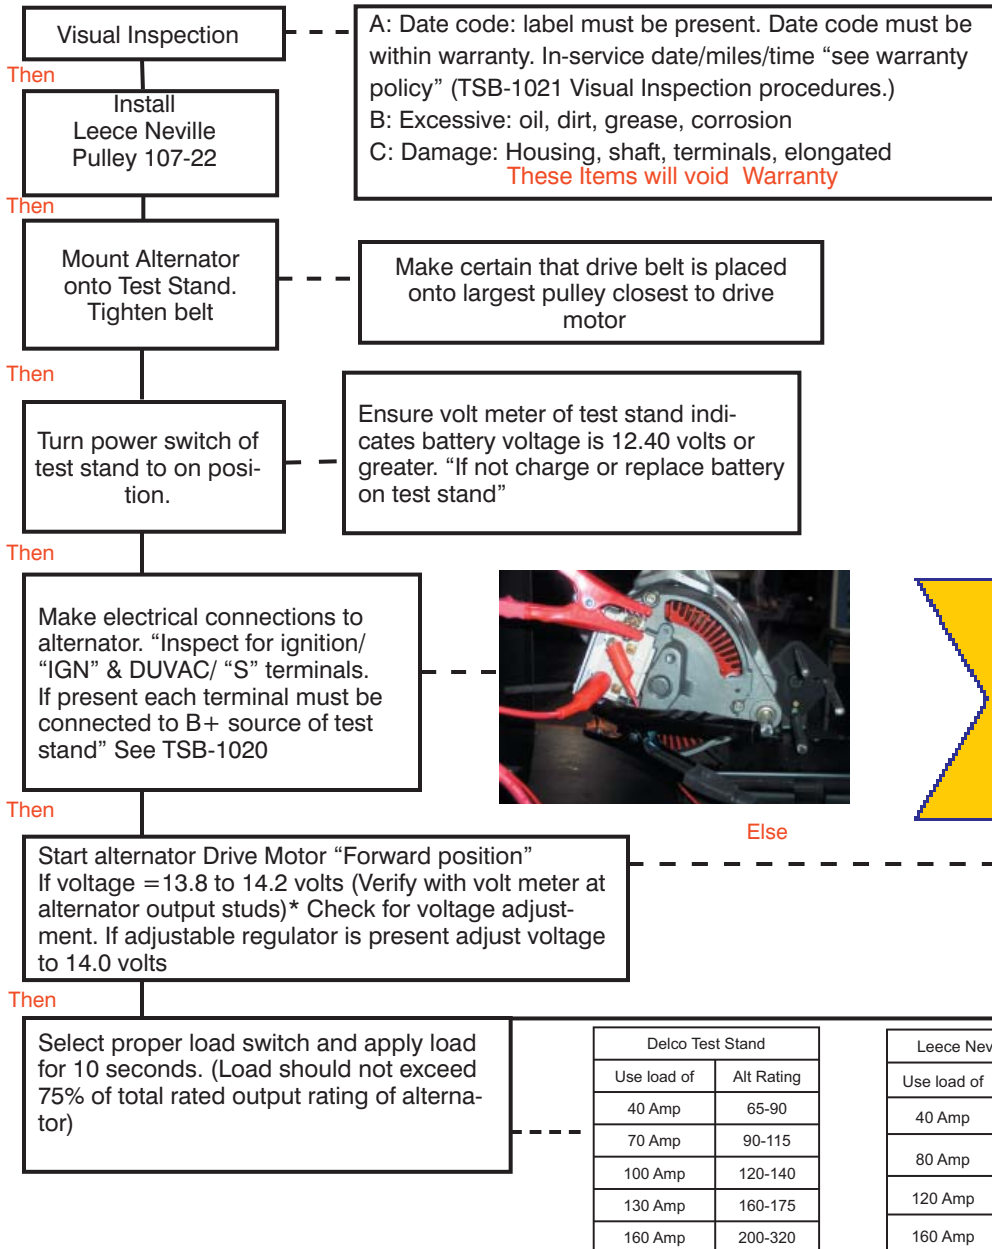 Visual Inspection
A: Date code: label must be present. Date code must be
within warranty. In-service date/miles/time “see warranty
policy” (TSB-1021 Visual Inspection procedures.)
B: Excessive: oil, dirt, grease, corrosion
C: Damage: Housing, shaft, terminals, elongated
These Items will void Warranty
Then
Install
Leece Neville
Pulley 107-22
Then
Mount Alternator
onto Test Stand.
Tighten belt
Make certain that drive belt is placed
onto largest pulley closest to drive
motor
Then
Turn power switch of
test stand to on posi-
tion.
Ensure volt meter of test stand indi-
cates battery voltage is 12.40 volts or
greater. “If not charge or replace battery
on test stand”
Then
Make electrical connections to
alternator. “Inspect for ignition/
“IGN” & DUVAC/ “S” terminals.
If present each terminal must be
connected to B+ source of test
stand” See TSB-1020
Then
Else
Start alternator Drive Motor “Forward position”
If voltage =13.8 to 14.2 volts (Verify with volt meter at
alternator output studs)* Check for voltage adjust-
ment. If adjustable regulator is present adjust voltage
to 14.0 volts
Then
Select proper load switch and apply load
for 10 seconds. (Load should not exceed
75% of total rated output rating of alterna-
tor)
Delco Test Stand
Use load of Alt Rating
40 Amp 65-90
70 Amp 90-115
100 Amp 120-140
130 Amp 160-175
160 Amp 200-320
Leece Nev
Use load of
40 Amp
80 Amp
120 Amp
160 Amp